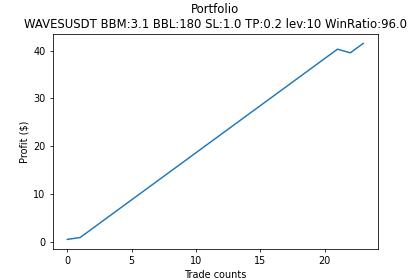 Portfolio
WAVESUSDT BBM:3.1 BBL:180 SL:1.0 TP:0.2 lev:10 WinRatio:96.0
40
30
20
10
0
Profit ($)
0 5 10 15 20
Trade counts